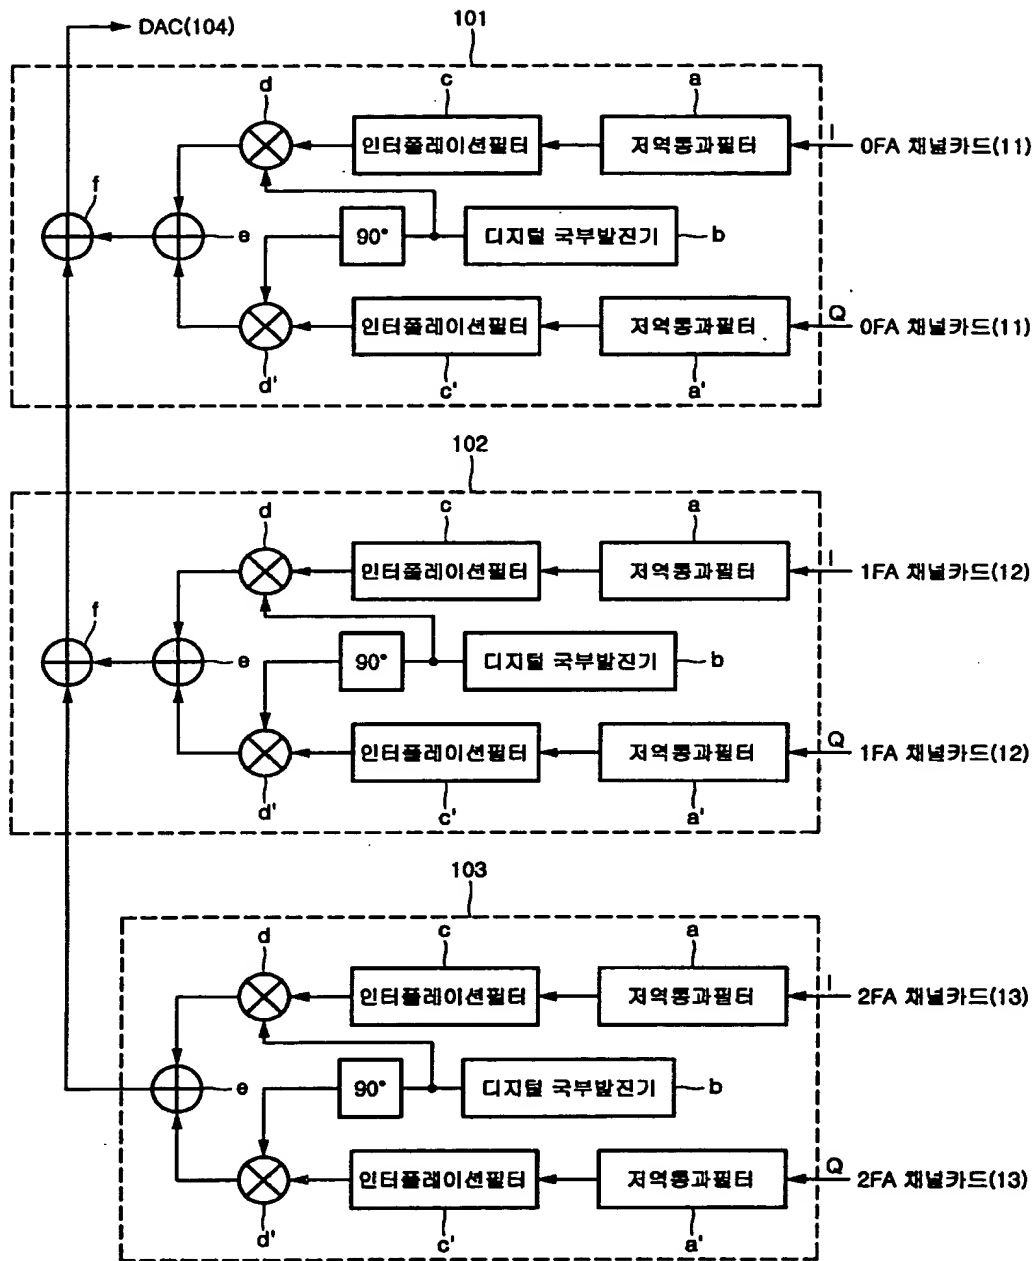 DAC(104)
101
d
c
a
인터폴레이션필터
저역통과필터
I
0FA 채널카드(11)
f
e
90°
디지털 국부발진기
b
인터폴레이션필터
저역통과필터
Q
0FA 채널카드(11)
d'
c'
a'
102
d
c
a
인터폴레이션필터
저역통과필터
I
1FA 채널카드(12)
f
e
90°
디지털 국부발진기
b
인터폴레이션필터
저역통과필터
Q
1FA 채널카드(12)
d'
c'
a'
103
d
c
a
인터폴레이션필터
저역통과필터
I
2FA 채널카드(13)
e
90°
디지털 국부발진기
b
인터폴레이션필터
저역통과필터
Q
2FA 채널카드(13)
d'
c'
a'